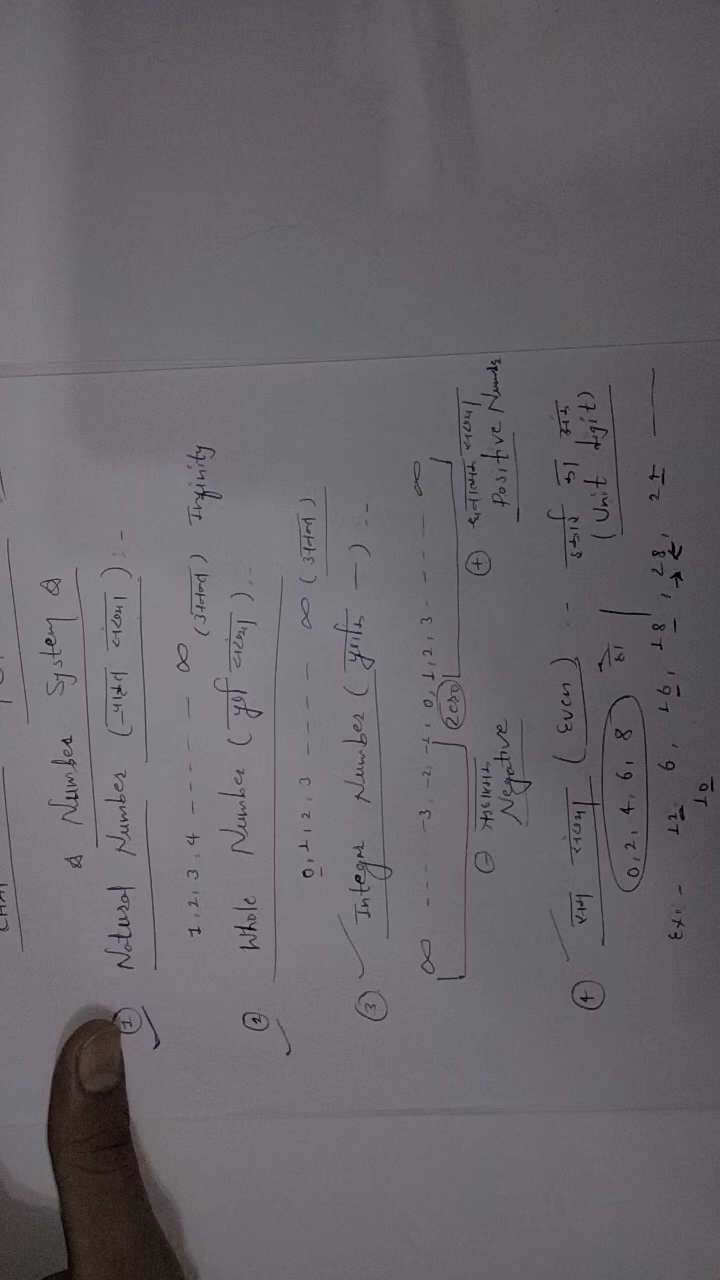 Number System
① Natural Number (प्राकृत संख्या) :-
1, 2, 3, 4 ----- ∞ (अनन्त) Infinity
② Whole Number (पूर्ण संख्या) :-
0, 1, 2, 3 ---- ∞ (अनन्त)
③ Integer Number (पूर्णांक -) :-
∞ ---- -3, -2, -1, 0, 1, 2, 3 ----- ∞
Zero
⊖ ऋणात्मक ⊕ धनात्मक संख्या
Negative Positive Number
④ सम संख्या (Even) :- इकाई का अंक
0, 2, 4, 6, 8 हो (Unit digit)
Ex:- 12, 6, 16, 18, 28,
10